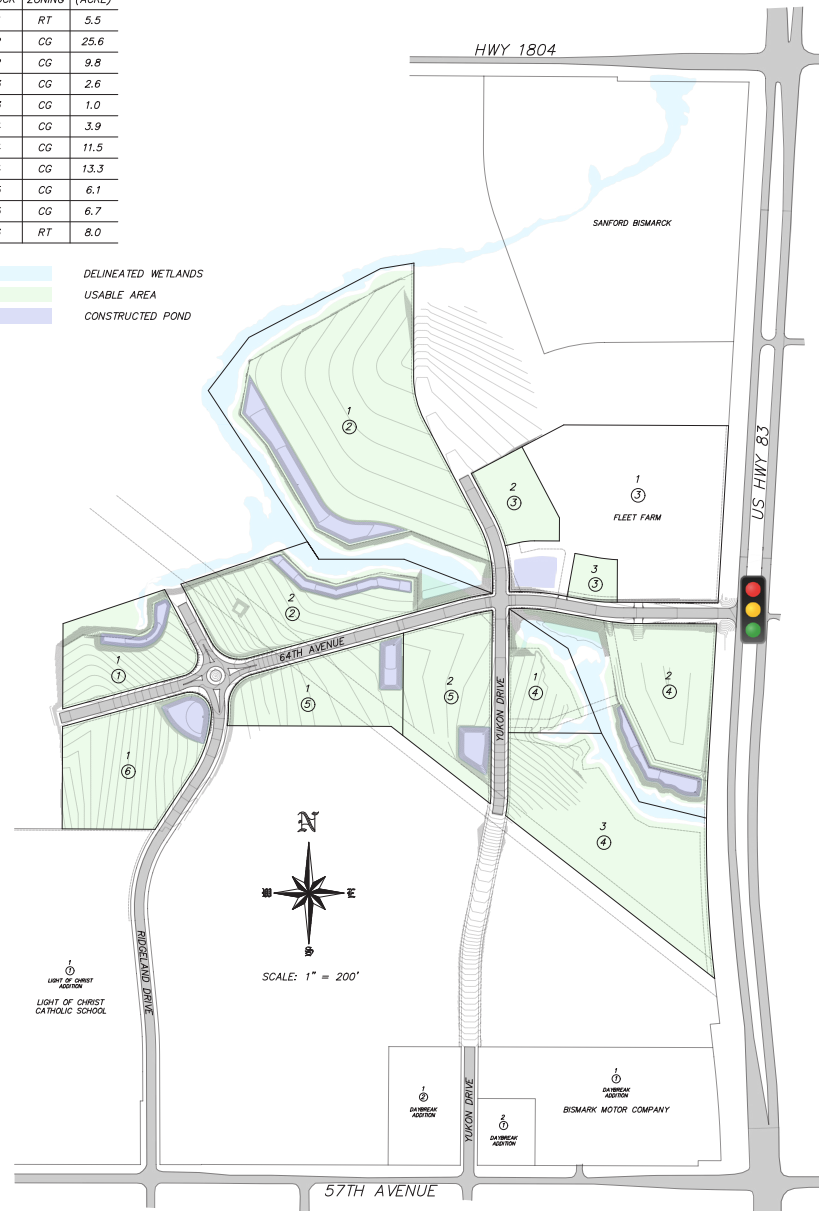 ZONING (ACRE)
RT 5.5
CG 25.6
CG 9.8
CG 2.6
CG 1.0
CG 3.9
CG 11.5
CG 13.3
CG 6.1
CG 6.7
RT 8.0
DELINEATED WETLANDS
USABLE AREA
CONSTRUCTED POND
HWY 1804
SANFORD BISMARCK
US HWY 83
1
2
2
3
1
3
FLEET FARM
3
3
2
2
64TH AVENUE
1
1
1
5
2
5
YUKON DRIVE
1
4
2
4
1
6
3
4
N
W
E
S
SCALE: 1" = 200'
RIDGELAND DRIVE
1
1
LIGHT OF CHRIST
ADDITION
LIGHT OF CHRIST
CATHOLIC SCHOOL
1
2
DAYBREAK
ADDITION
YUKON DRIVE
2
1
DAYBREAK
ADDITION
1
1
DAYBREAK
ADDITION
BISMARK MOTOR COMPANY
57TH AVENUE